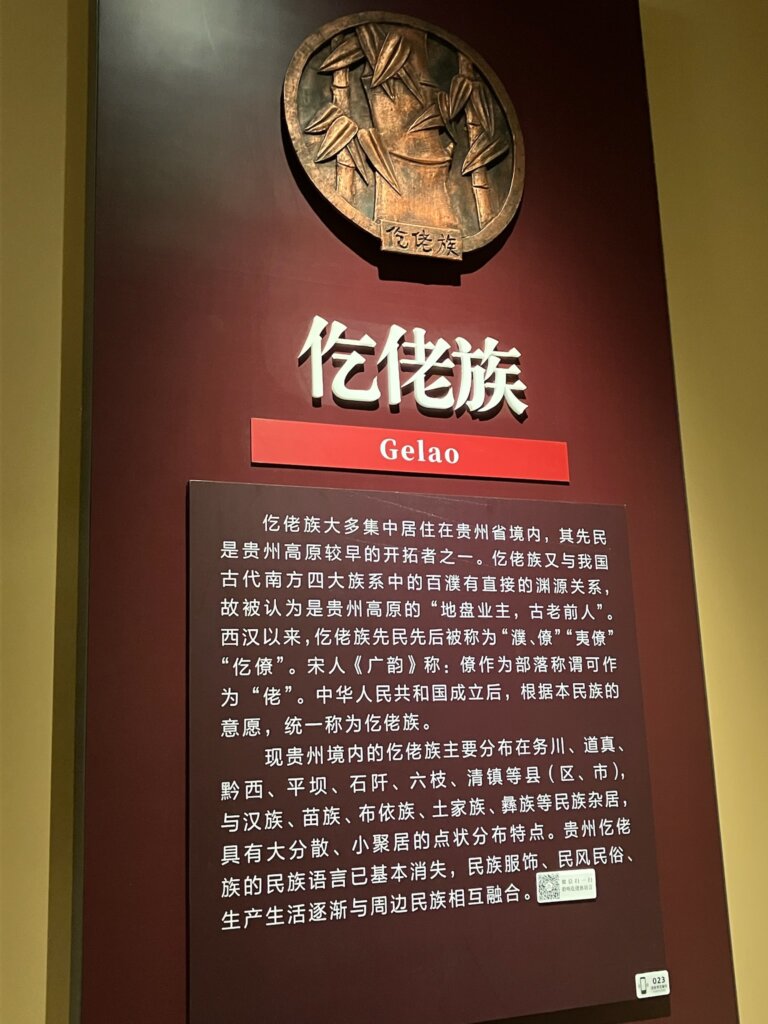 仡佬族
仡佬族
Gelao
仡佬族大多集中居住在贵州省境内，其先民
是贵州高原较早的开拓者之一。仡佬族又与我国
古代南方四大族系中的百濮有直接的渊源关系，
故被认为是贵州高原的“地盘业主，古老前人”。
西汉以来，仡佬族先民先后被称为“濮、僚”“夷僚”
“仡僚”。宋人《广韵》称：僚作为部落称谓可作
为“佬”。中华人民共和国成立后，根据本民族的
意愿，统一称为仡佬族。
现贵州境内的仡佬族主要分布在务川、道真、
黔西、平坝、石阡、六枝、清镇等县（区、市），
与汉族、苗族、布依族、土家族、彝族等民族杂居，
具有大分散、小聚居的点状分布特点。贵州仡佬
族的民族语言已基本消失，民族服饰、民风民俗、
生产生活逐渐与周边民族相互融合。
023